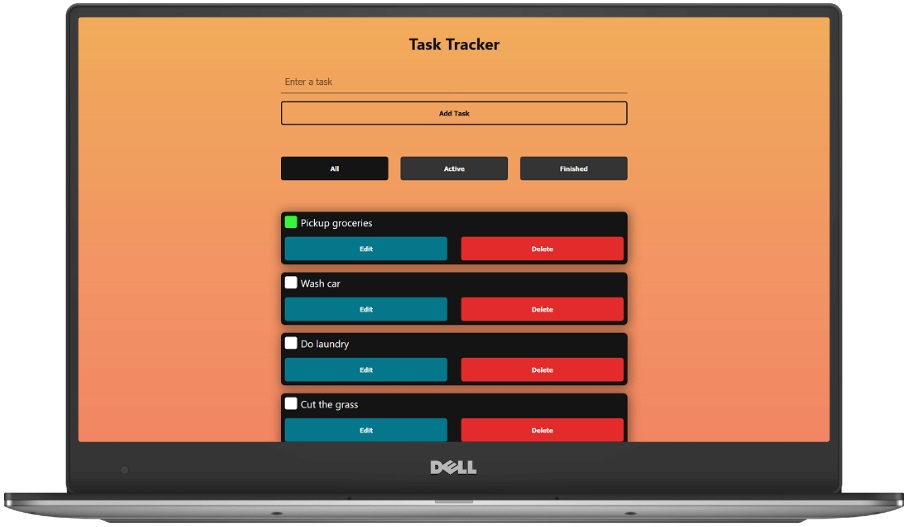 Task Tracker
Enter a task
Add Task
All Active Finished
Pickup groceries
Edit Delete
Wash car
Edit Delete
Do laundry
Edit Delete
Cut the grass
Edit Delete
DELL